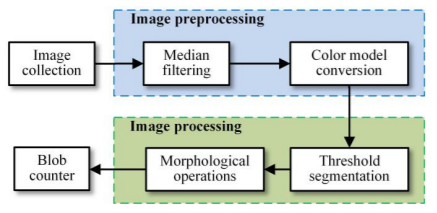 Image preprocessing
Image
collection
Median
filtering
Color model
conversion
Image processing
Blob
counter
Morphological
operations
Threshold
segmentation